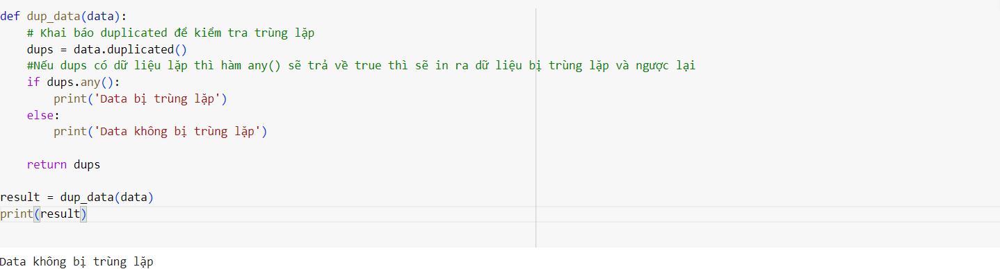 def dup_data(data):
    # Khai báo duplicated để kiểm tra trùng lặp
    dups = data.duplicated()
    #Nếu dups có dữ liệu lặp thì hàm any() sẽ trả về true thì sẽ in ra dữ liệu bị trùng lặp và ngược lại
    if dups.any():
        print('Data bị trùng lặp')
    else:
        print('Data không bị trùng lặp')
    return dups
result = dup_data(data)
print(result)
Data không bị trùng lặp